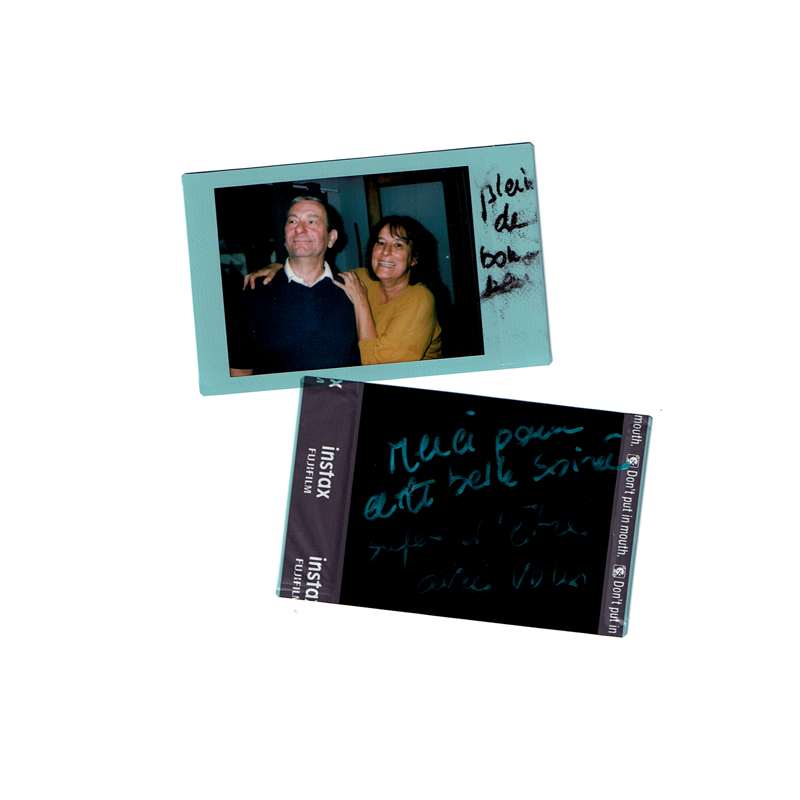 plein
de
bon-
heur
instax
FUJIFILM
instax
FUJIFILM
Merci pour
cette belle soirée
super d'être
avec vous
mouth.
Don't put in mouth.
Don't put in